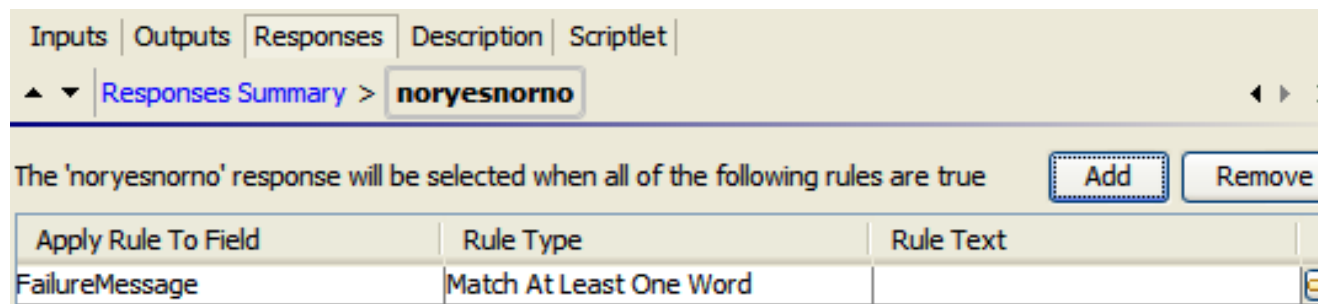 Inputs Outputs Responses Description Scriptlet
Responses Summary > noryesnorno
The 'noryesnorno' response will be selected when all of the following rules are true Add Remove
Apply Rule To Field Rule Type Rule Text
FailureMessage Match At Least One Word